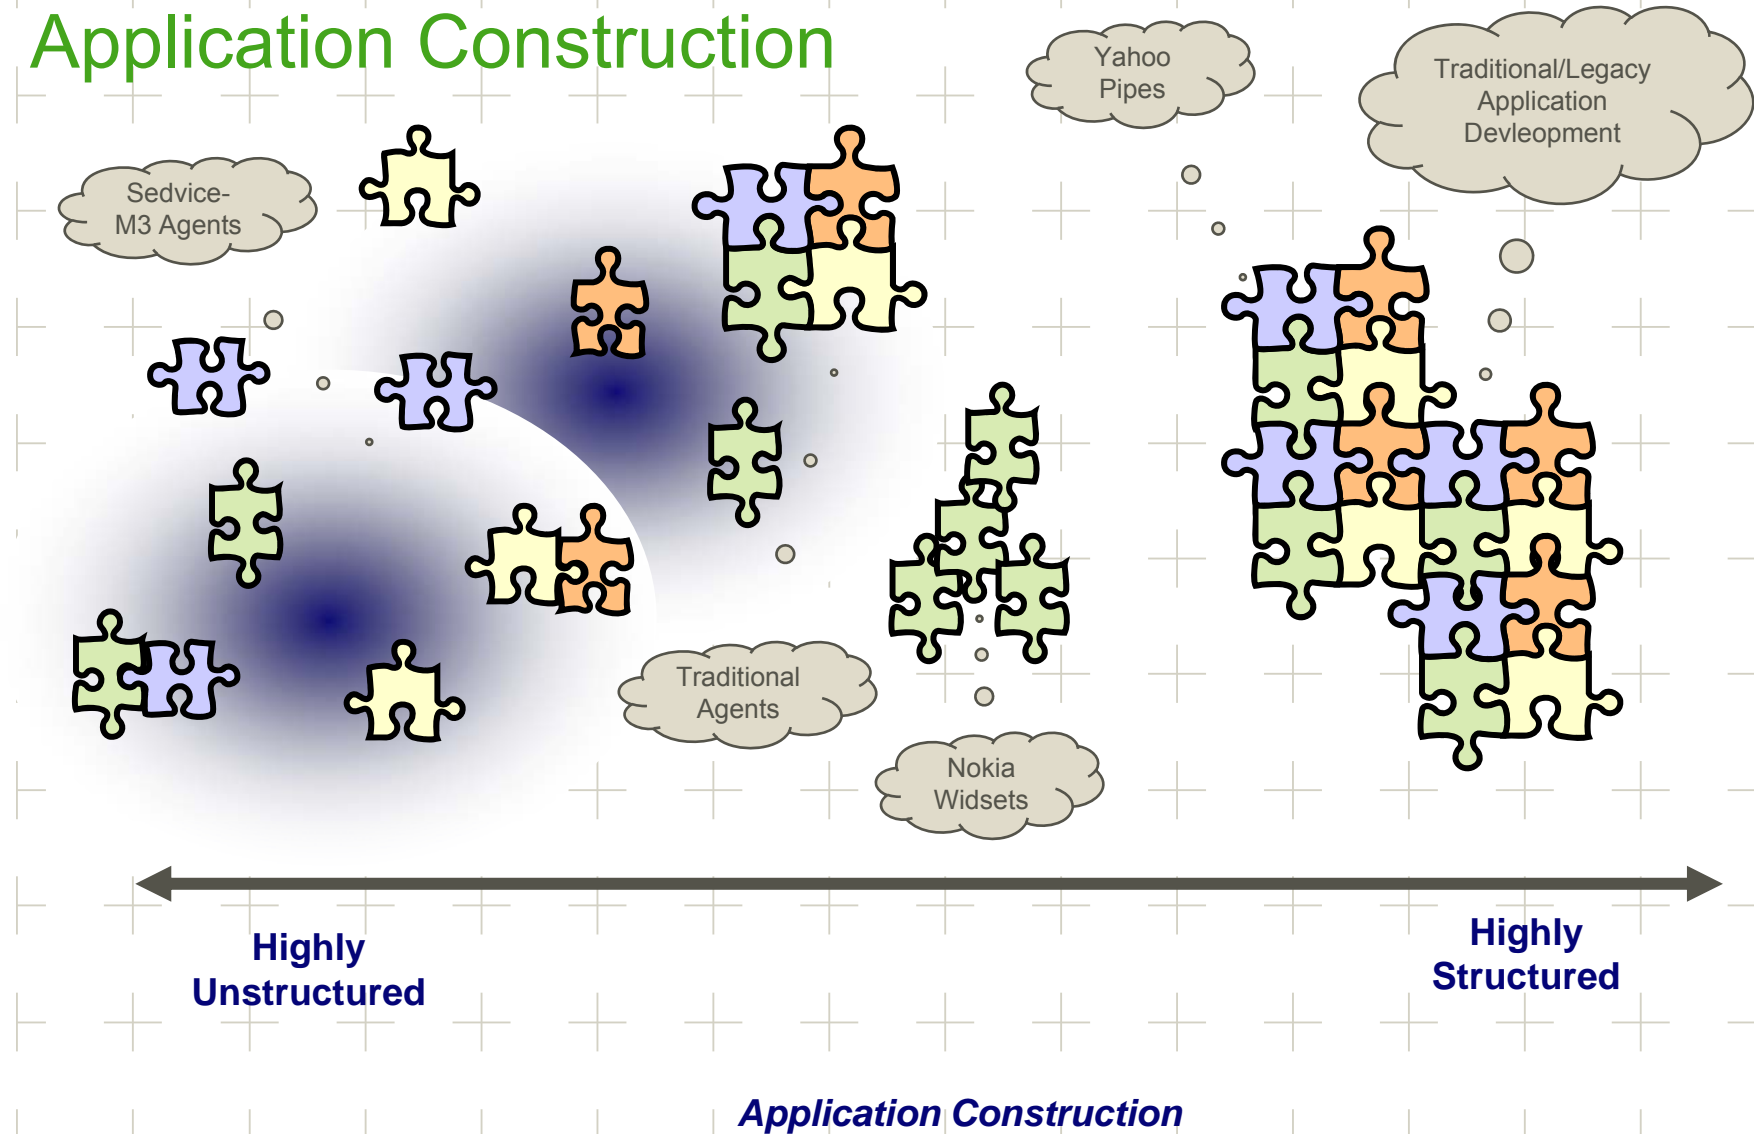 Application Construction
Yahoo
Pipes
Traditional/Legacy
Application
Devleopment
Sedvice-
M3 Agents
Traditional
Agents
Nokia
Widsets
Highly
Unstructured
Highly
Structured
Application Construction